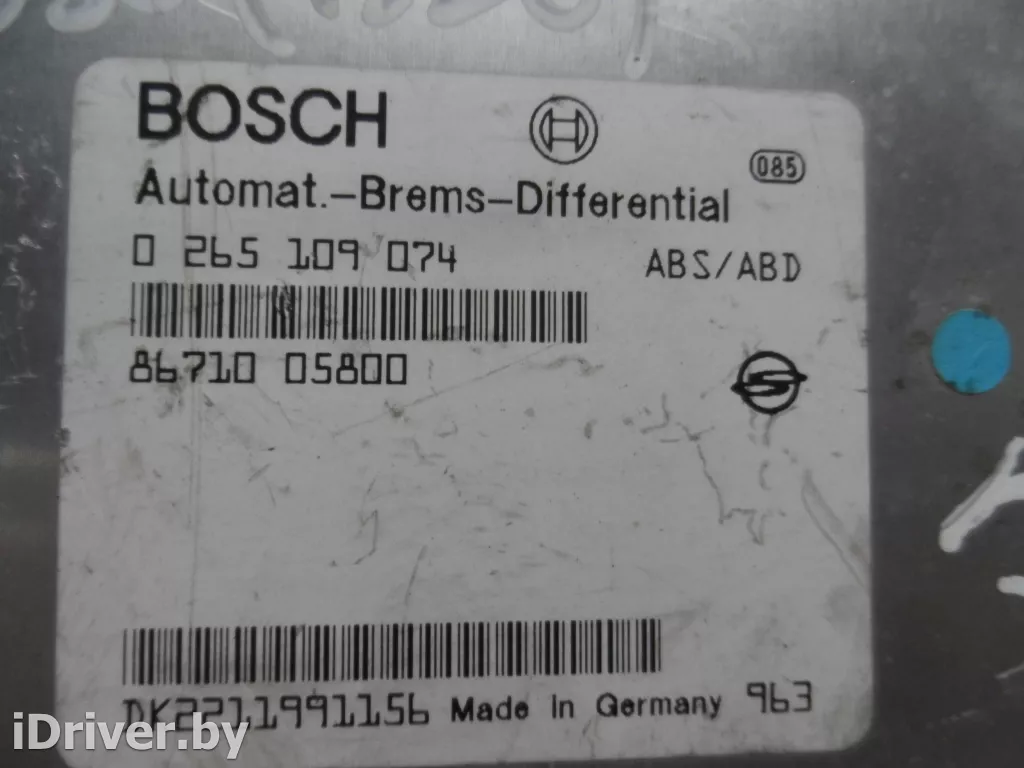 BOSCH
085
Automat.-Brems-Differential
0 265 109 074 ABS/ABD
86710 05800
DK2211991156 Made in Germany 963
iDriver.by